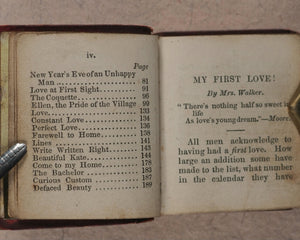 iv.
Page
New Year's Eve of an Unhappy
Man 81
Love at First Sight 91
The Coquette 96
Ellen, the Pride of the Village 99
Love 133
Constant Love 134
Perfect Love 136
Farewell to Home 138
Lines 141
Write Written Right 143
Beautiful Kate 144
Come to my Home 178
The Bachelor 183
Curious Custom 187
Defaced Beauty 189
MY FIRST LOVE!
By Mrs. Walker.
"There's nothing half so sweet in
life
As love's young dream."—Moore.
All men acknowledge to
having had a first love. How
large an addition some have
made to the list, what number
in the calendar they have